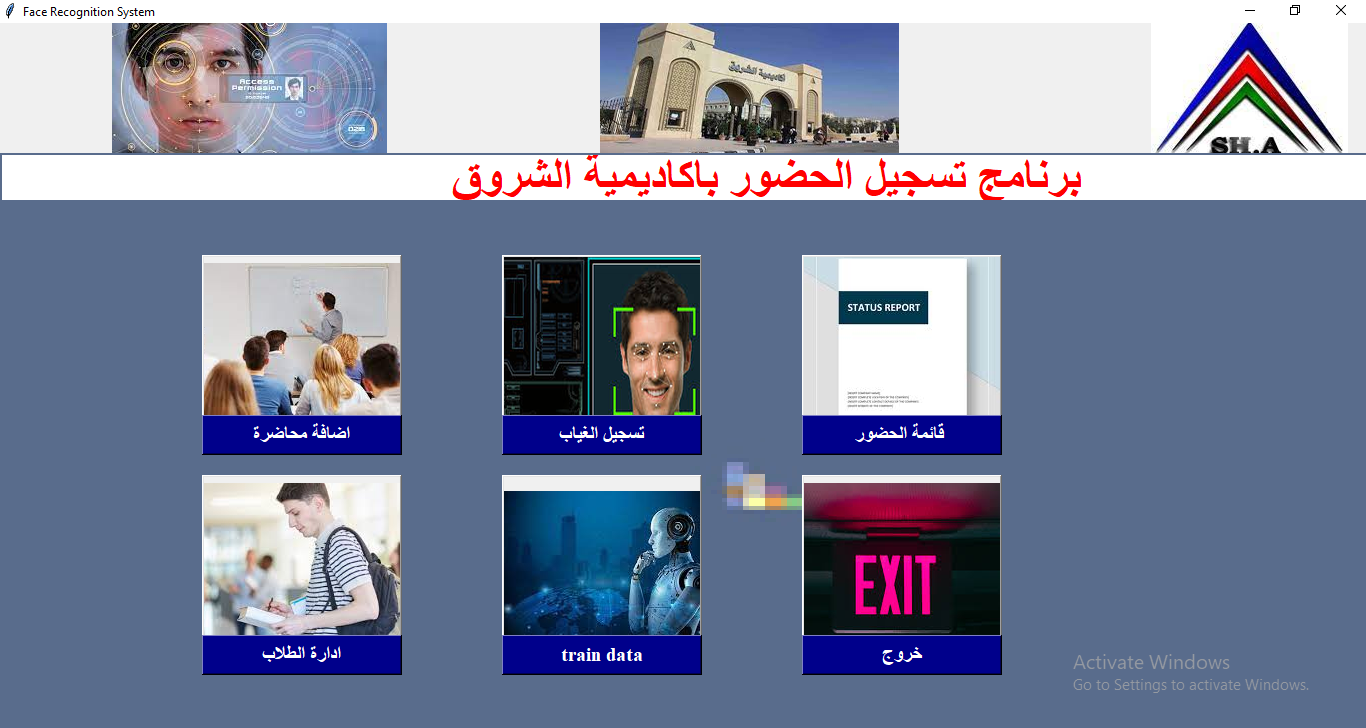 Face Recognition System
Access
Permission
اكاديمية الشروق
SH.A
برنامج تسجيل الحضور باكاديمية الشروق
STATUS REPORT
اضافة محاضرة
تسجيل الغياب
قائمة الحضور
EXIT
ادارة الطلاب
train data
خروج
Activate Windows
Go to Settings to activate Windows.